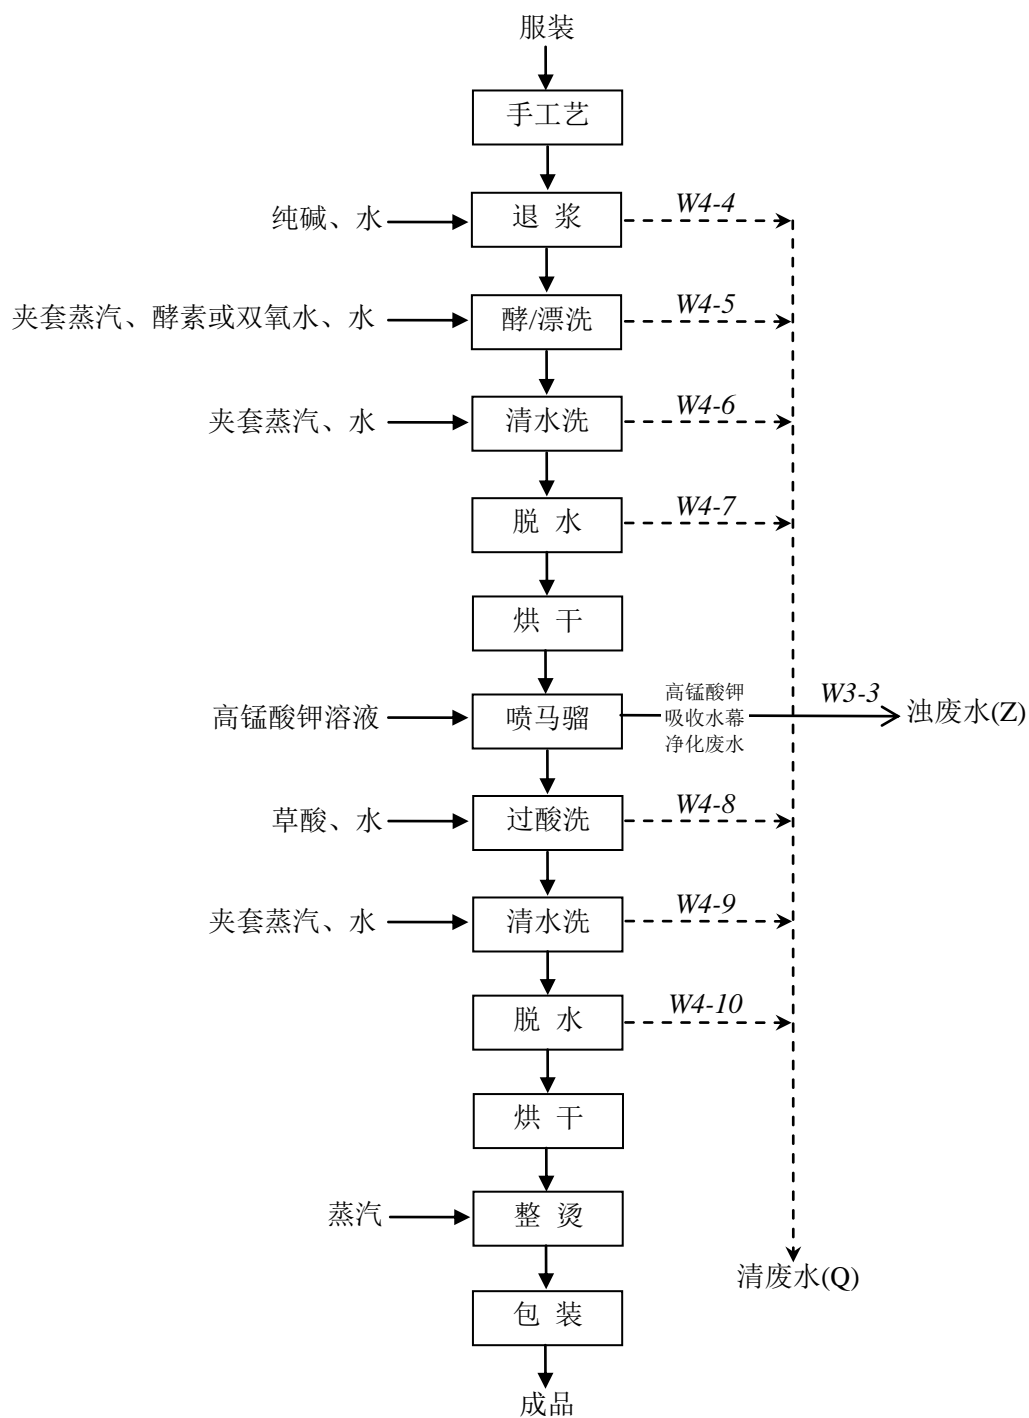 服装
手工艺
纯碱、水
退 浆
W4-4
夹套蒸汽、酵素或双氧水、水
酵/漂洗
W4-5
夹套蒸汽、水
清水洗
W4-6
脱 水
W4-7
烘 干
高锰酸钾溶液
喷马骝
高锰酸钾
吸收水幕
净化废水
W3-3
浊废水(Z)
草酸、水
过酸洗
W4-8
夹套蒸汽、水
清水洗
W4-9
脱 水
W4-10
烘 干
蒸汽
整 烫
清废水(Q)
包 装
成品